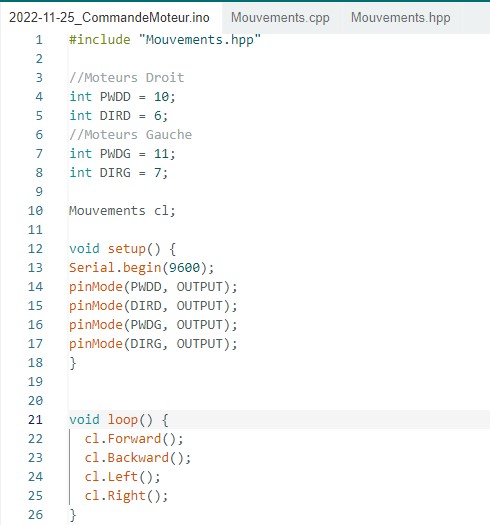 2022-11-25_CommandeMoteur.ino Mouvements.cpp Mouvements.hpp
1 #include "Mouvements.hpp"
2
3 //Moteurs Droit
4 int PWDD = 10;
5 int DIRD = 6;
6 //Moteurs Gauche
7 int PWDG = 11;
8 int DIRG = 7;
9
10 Mouvements cl;
11
12 void setup() {
13 Serial.begin(9600);
14 pinMode(PWDD, OUTPUT);
15 pinMode(DIRD, OUTPUT);
16 pinMode(PWDG, OUTPUT);
17 pinMode(DIRG, OUTPUT);
18 }
19
20
21 void loop() {
22 cl.Forward();
23 cl.Backward();
24 cl.Left();
25 cl.Right();
26 }